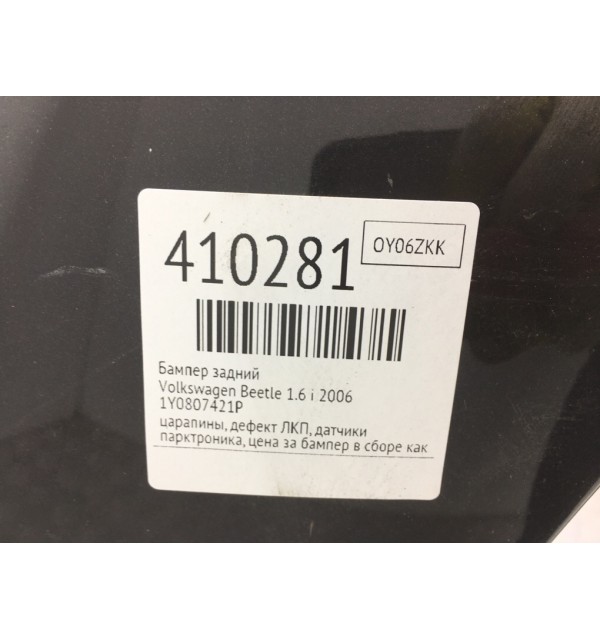 410281
OY06ZKK
Бампер задний
Volkswagen Beetle 1.6 i 2006
1Y0807421P
царапины, дефект ЛКП, датчики
парктроника, цена за бампер в сборе как